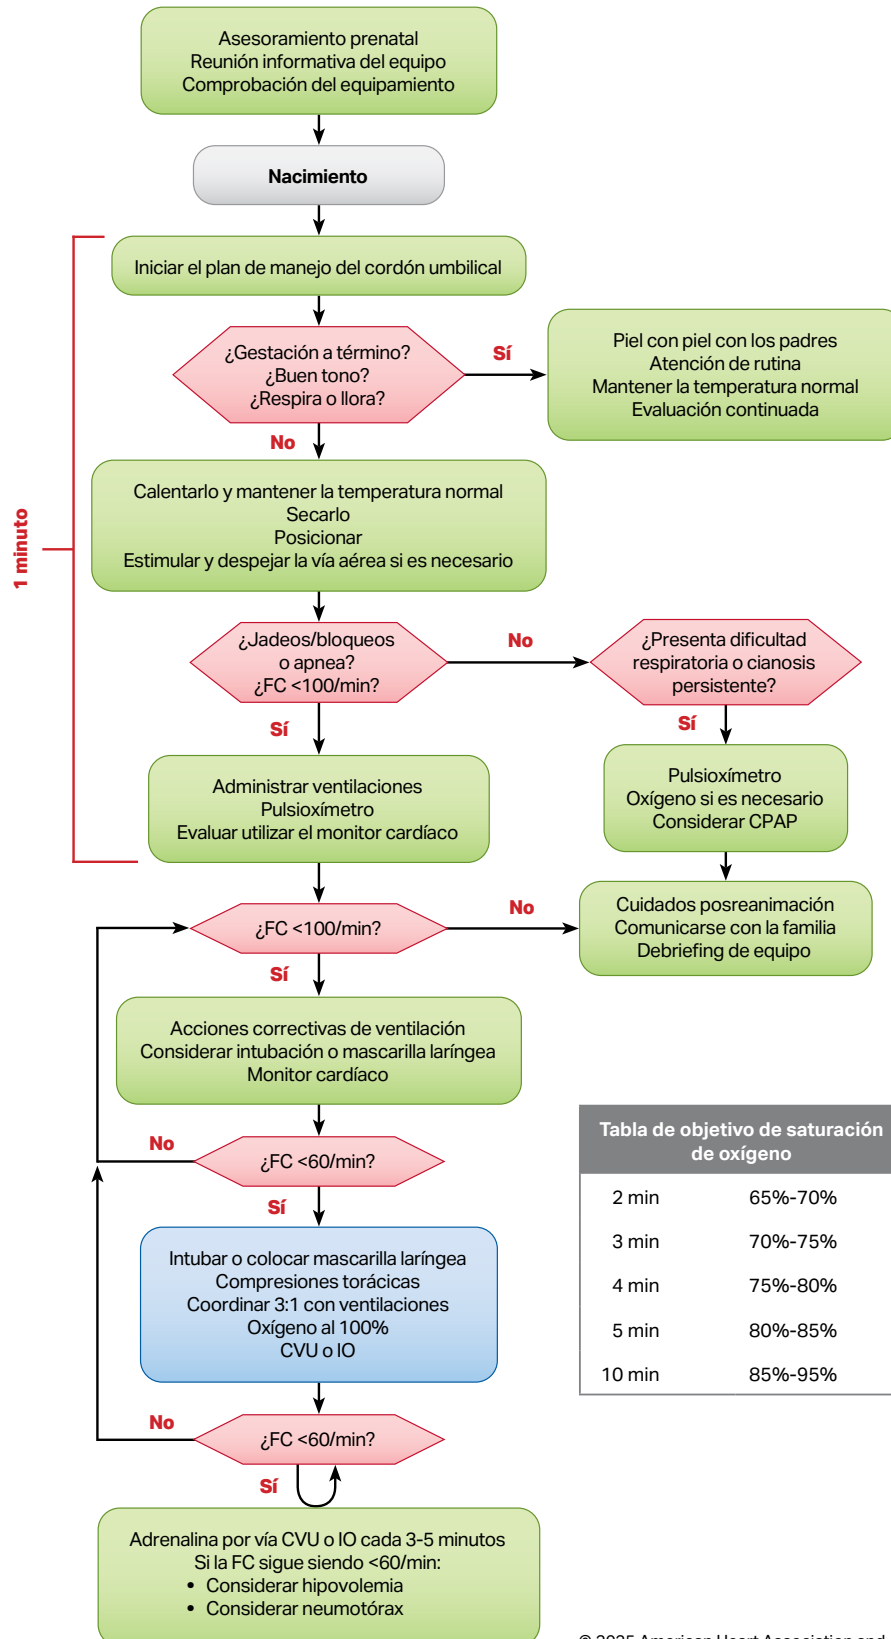 Asesoramiento prenatal
Reunión informativa del equipo
Comprobación del equipamiento
Nacimiento
1 minuto
Iniciar el plan de manejo del cordón umbilical
¿Gestación a término?
¿Buen tono?
¿Respira o llora?
Sí
Piel con piel con los padres
Atención de rutina
Mantener la temperatura normal
Evaluación continuada
No
Calentarlo y mantener la temperatura normal
Secarlo
Posicionar
Estimular y despejar la vía aérea si es necesario
¿Jadeos/bloqueos
o apnea?
¿FC <100/min?
No
¿Presenta dificultad
respiratoria o cianosis
persistente?
Sí
Sí
Administrar ventilaciones
Pulsioxímetro
Evaluar utilizar el monitor cardíaco
Pulsioxímetro
Oxígeno si es necesario
Considerar CPAP
¿FC <100/min?
No
Cuidados posreanimación
Comunicarse con la familia
Debriefing de equipo
Sí
Acciones correctivas de ventilación
Considerar intubación o mascarilla laríngea
Monitor cardíaco
No
¿FC <60/min?
Sí
Intubar o colocar mascarilla laríngea
Compresiones torácicas
Coordinar 3:1 con ventilaciones
Oxígeno al 100%
CVU o IO
No
¿FC <60/min?
Sí
Adrenalina por vía CVU o IO cada 3-5 minutos
Si la FC sigue siendo <60/min:
• Considerar hipovolemia
• Considerar neumotórax
Tabla de objetivo de saturación
de oxígeno
2 min 65%-70%
3 min 70%-75%
4 min 75%-80%
5 min 80%-85%
10 min 85%-95%
© 2025 American Heart Association and